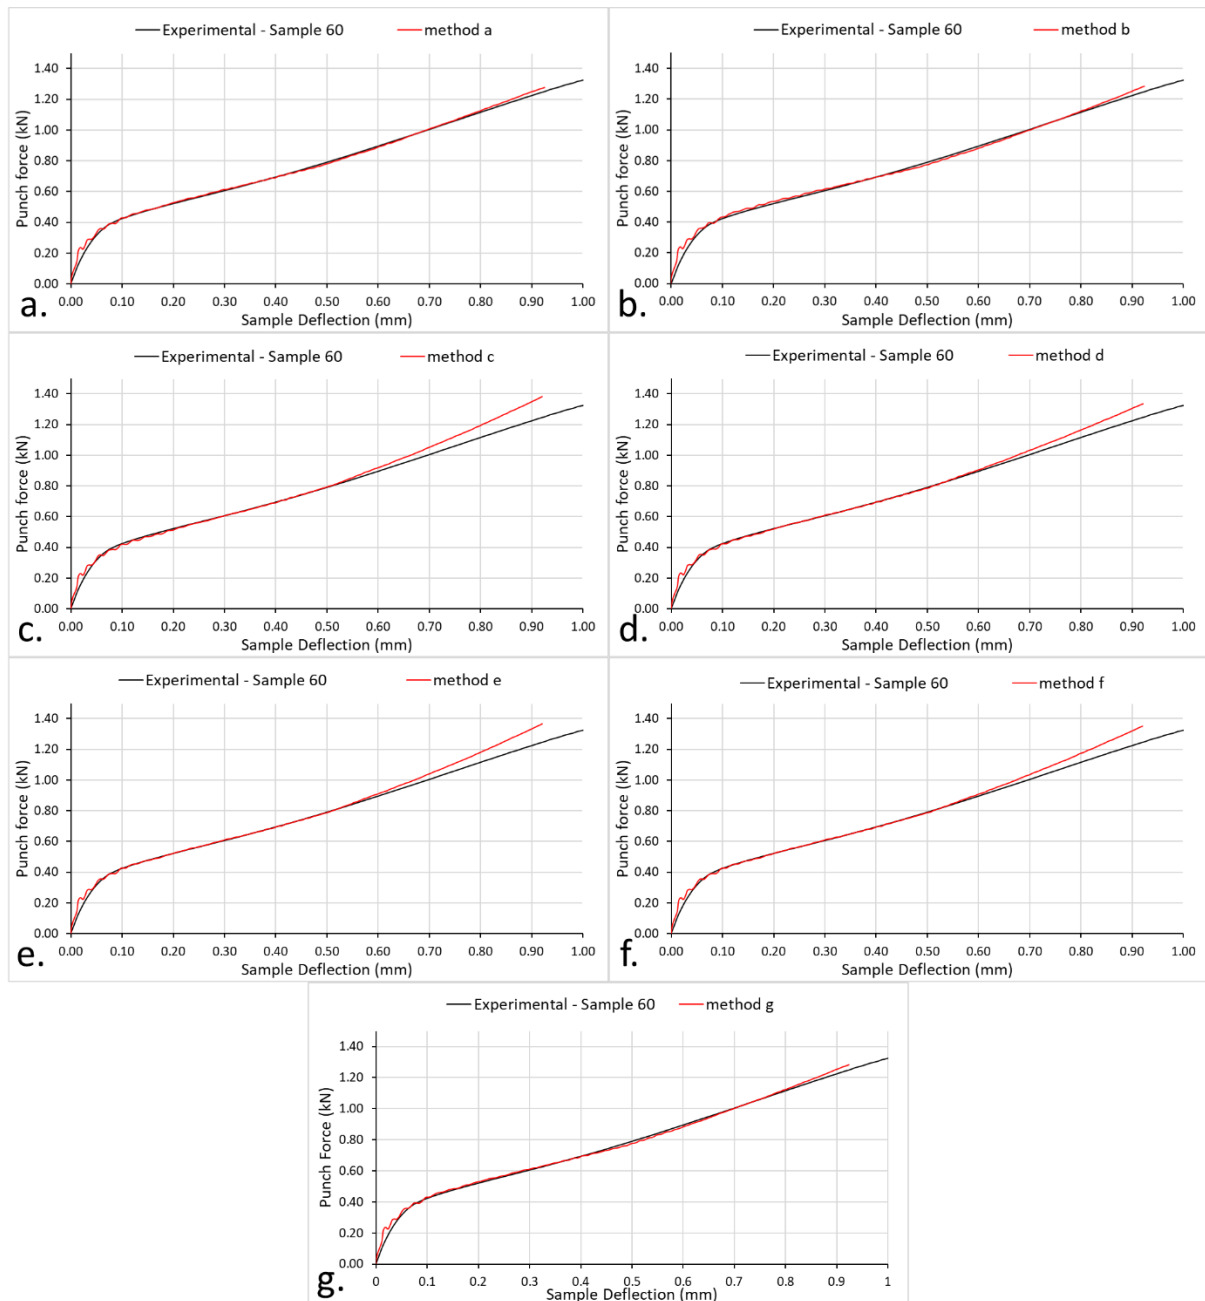 Experimental - Sample 60 method a
Punch force (kN)
1.40
1.20
1.00
0.80
0.60
0.40
0.20
0.00
0.00 0.10 0.20 0.30 0.40 0.50 0.60 0.70 0.80 0.90 1.00
Sample Deflection (mm)
a.
Experimental - Sample 60 method b
Punch force (kN)
1.40
1.20
1.00
0.80
0.60
0.40
0.20
0.00
0.00 0.10 0.20 0.30 0.40 0.50 0.60 0.70 0.80 0.90 1.00
Sample Deflection (mm)
b.
Experimental - Sample 60 method c
Punch force (kN)
1.40
1.20
1.00
0.80
0.60
0.40
0.20
0.00
0.00 0.10 0.20 0.30 0.40 0.50 0.60 0.70 0.80 0.90 1.00
Sample Deflection (mm)
c.
Experimental - Sample 60 method d
Punch force (kN)
1.40
1.20
1.00
0.80
0.60
0.40
0.20
0.00
0.00 0.10 0.20 0.30 0.40 0.50 0.60 0.70 0.80 0.90 1.00
Sample Deflection (mm)
d.
Experimental - Sample 60 method e
Punch force (kN)
1.40
1.20
1.00
0.80
0.60
0.40
0.20
0.00
0.00 0.10 0.20 0.30 0.40 0.50 0.60 0.70 0.80 0.90 1.00
Sample Deflection (mm)
e.
Experimental - Sample 60 method f
Punch force (kN)
1.40
1.20
1.00
0.80
0.60
0.40
0.20
0.00
0.00 0.10 0.20 0.30 0.40 0.50 0.60 0.70 0.80 0.90 1.00
Sample Deflection (mm)
f.
Experimental - Sample 60 method g
Punch Force (kN)
1.40
1.20
1.00
0.80
0.60
0.40
0.20
0.00
0 0.1 0.2 0.3 0.4 0.5 0.6 0.7 0.8 0.9 1
Sample Deflection (mm)
g.